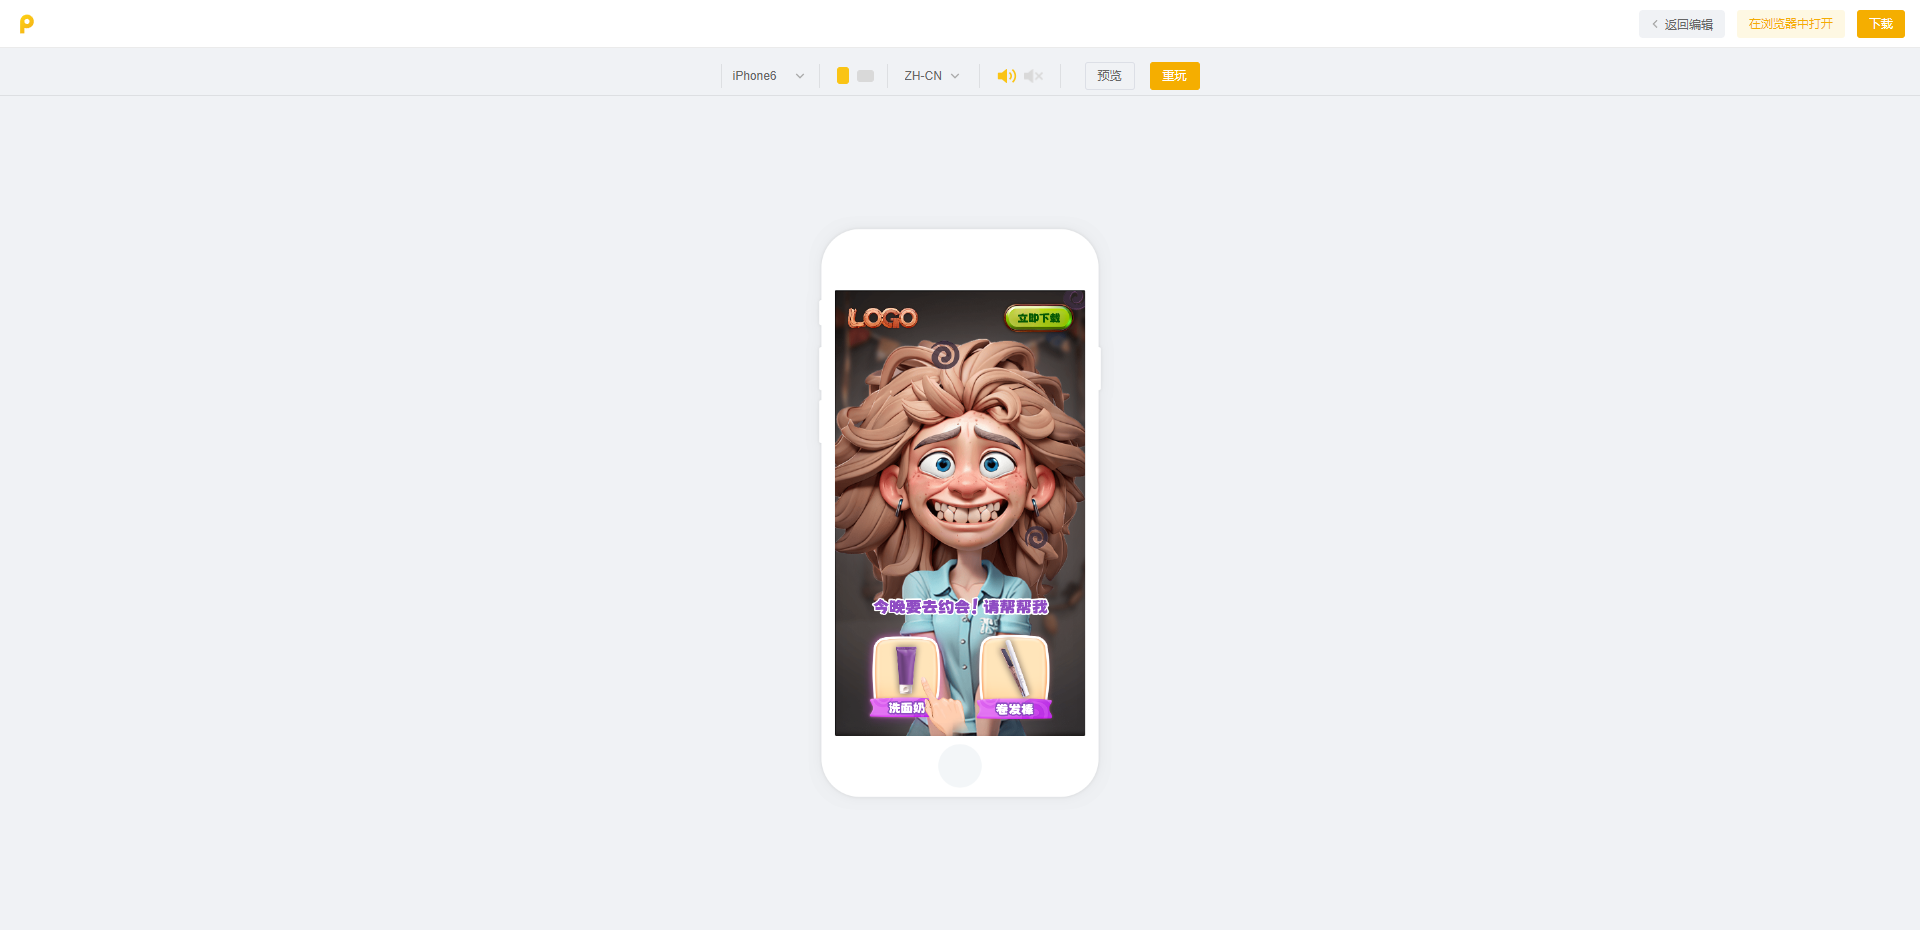 返回编辑
在浏览器中打开
下载
iPhone6
ZH-CN
预览
重玩
LOGO
立即下载
今晚要去约会!请帮帮我
洗面奶
卷发棒